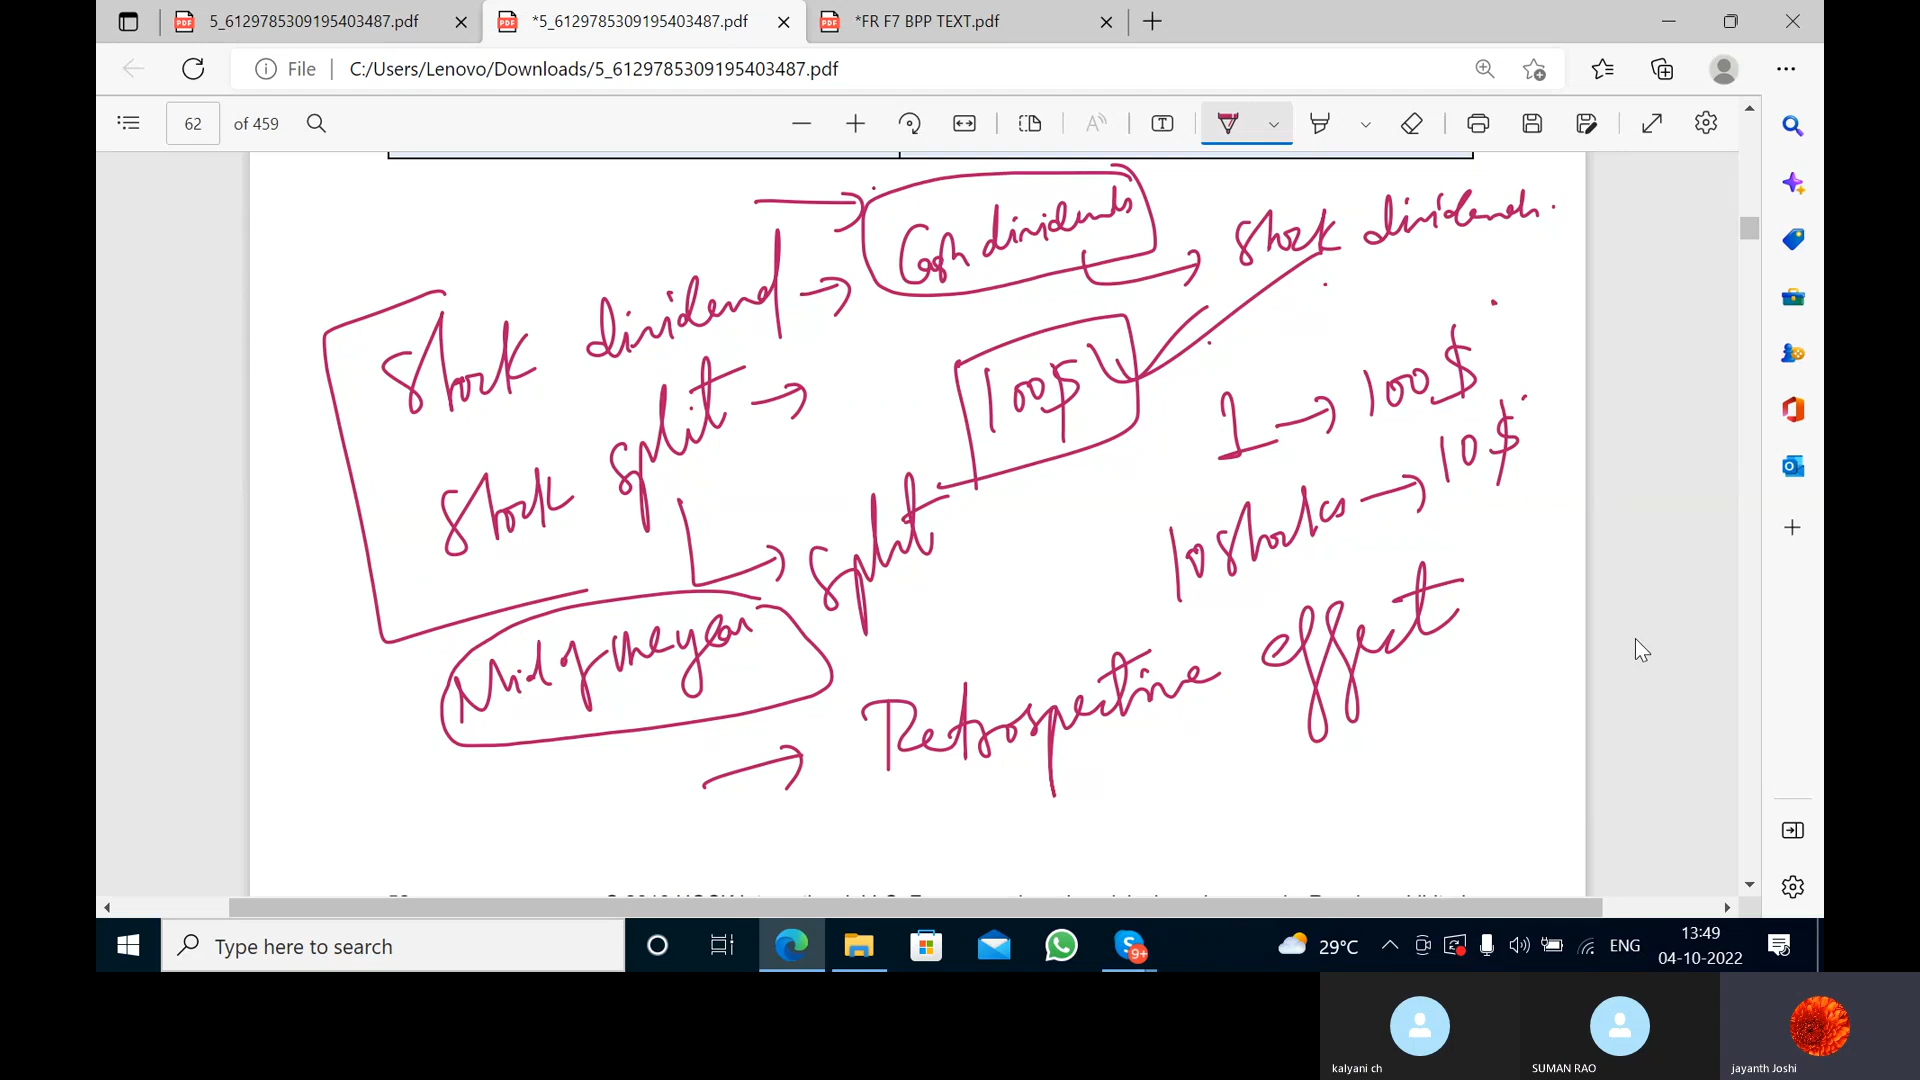 5_6129785309195403487.pdf
*5_6129785309195403487.pdf
*FR F7 BPP TEXT.pdf
File
C:/Users/Lenovo/Downloads/5_6129785309195403487.pdf
62 of 459
Cash dividends
Stock dividends.
Stock dividend
100$
1 → 100$
Stock split
10$
split
10 Stocks
Mid of the year
Retrospective effect
Type here to search
29°C
ENG
13:49
04-10-2022
9+
kalyani ch
SUMAN RAO
jayanth Joshi